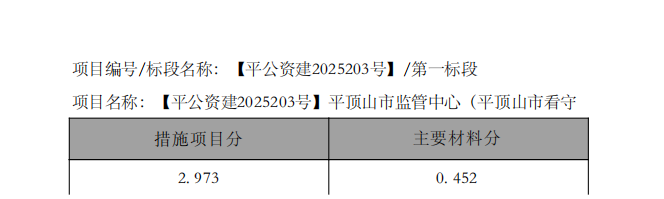 项目编号/标段名称：【平公资建2025203号】/第一标段
项目名称：【平公资建2025203号】平顶山市监管中心（平顶山市看守
措施项目分 主要材料分
2.973 0.452